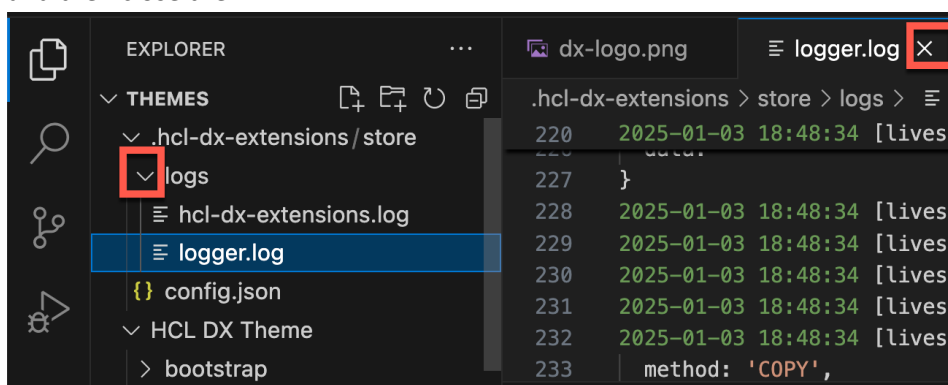 EXPLORER ...
THEMES
.hcl-dx-extensions / store
logs
hcl-dx-extensions.log
logger.log
{} config.json
HCL DX Theme
bootstrap
dx-logo.png
logger.log
.hcl-dx-extensions > store > logs >
220 2025-01-03 18:48:34 [lives
data:
227 }
228 2025-01-03 18:48:34 [lives
229 2025-01-03 18:48:34 [lives
230 2025-01-03 18:48:34 [lives
231 2025-01-03 18:48:34 [lives
232 2025-01-03 18:48:34 [lives
233 method: 'COPY',